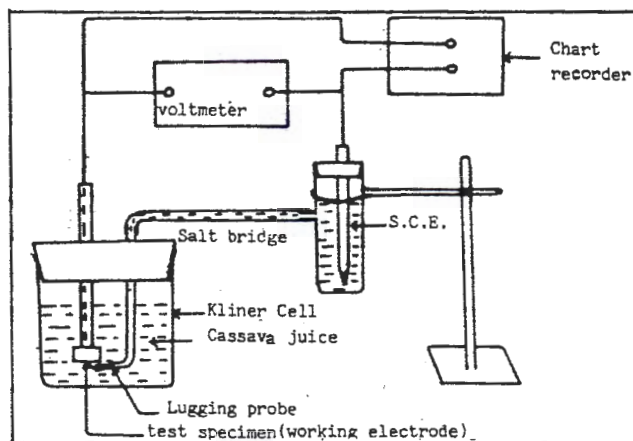 Chart
recorder
voltmeter
S.C.E.
Salt bridge
Kliner Cell
Cassava juice
Lugging probe
test specimen(working electrode)